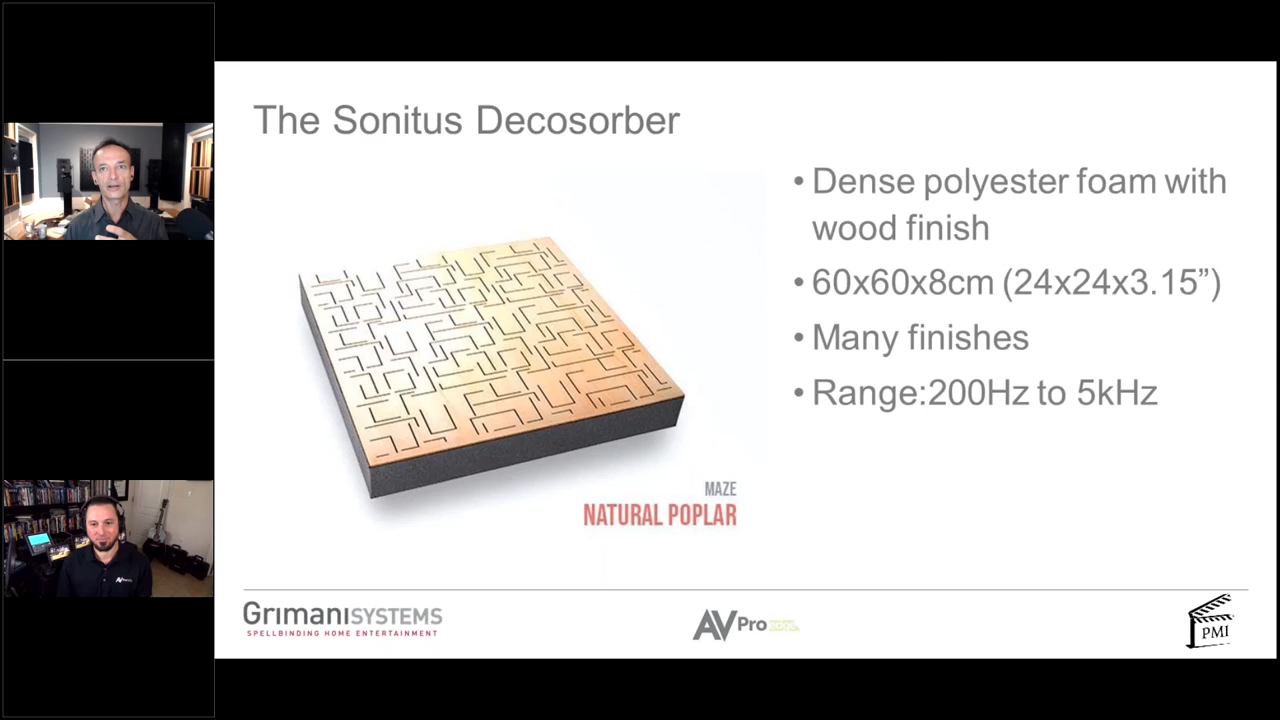 The Sonitus Decosorber
• Dense polyester foam with
wood finish
• 60x60x8cm (24x24x3.15”)
• Many finishes
• Range:200Hz to 5kHz
MAZE
NATURAL POPLAR
GRIMANISYSTEMS
SPELLBINDING HOME ENTERTAINMENT
AVPro edge
PMI